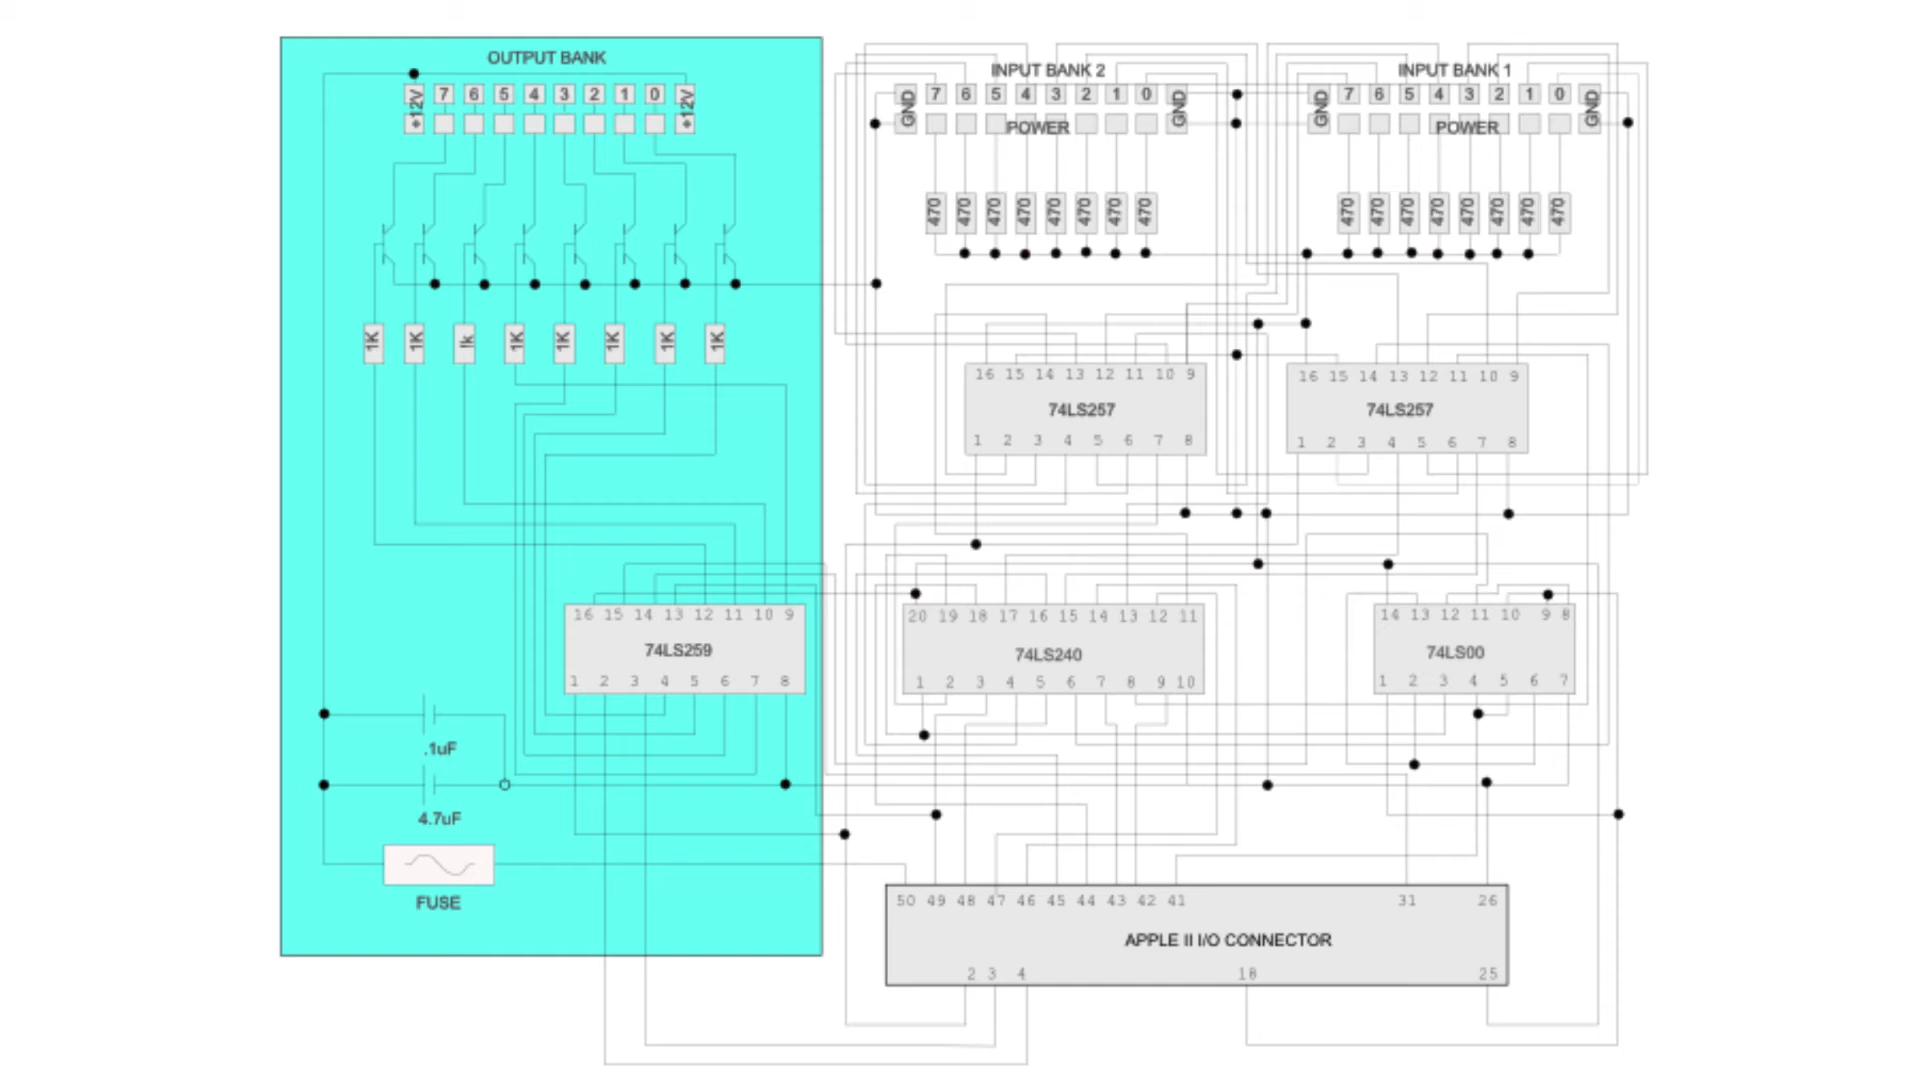 OUTPUT BANK
+12V 7 6 5 4 3 2 1 0 +12V
INPUT BANK 2
GND 7 6 5 4 3 2 1 0 GND
POWER
INPUT BANK 1
GND 7 6 5 4 3 2 1 0 GND
POWER
470 470 470 470 470 470 470 470
470 470 470 470 470 470 470 470
1K 1K !k 1K 1K 1K 1K 1K
16 15 14 13 12 11 10 9
74LS257
1 2 3 4 5 6 7 8
16 15 14 13 12 11 10 9
74LS257
1 2 3 4 5 6 7 8
16 15 14 13 12 11 10 9
74LS259
1 2 3 4 5 6 7 8
20 19 18 17 16 15 14 13 12 11
74LS240
1 2 3 4 5 6 7 8 9 10
14 13 12 11 10 9 8
74LS00
1 2 3 4 5 6 7
.1uF
4.7uF
FUSE
50 49 48 47 46 45 44 43 42 41 31 26
APPLE II I/O CONNECTOR
2 3 4 18 25